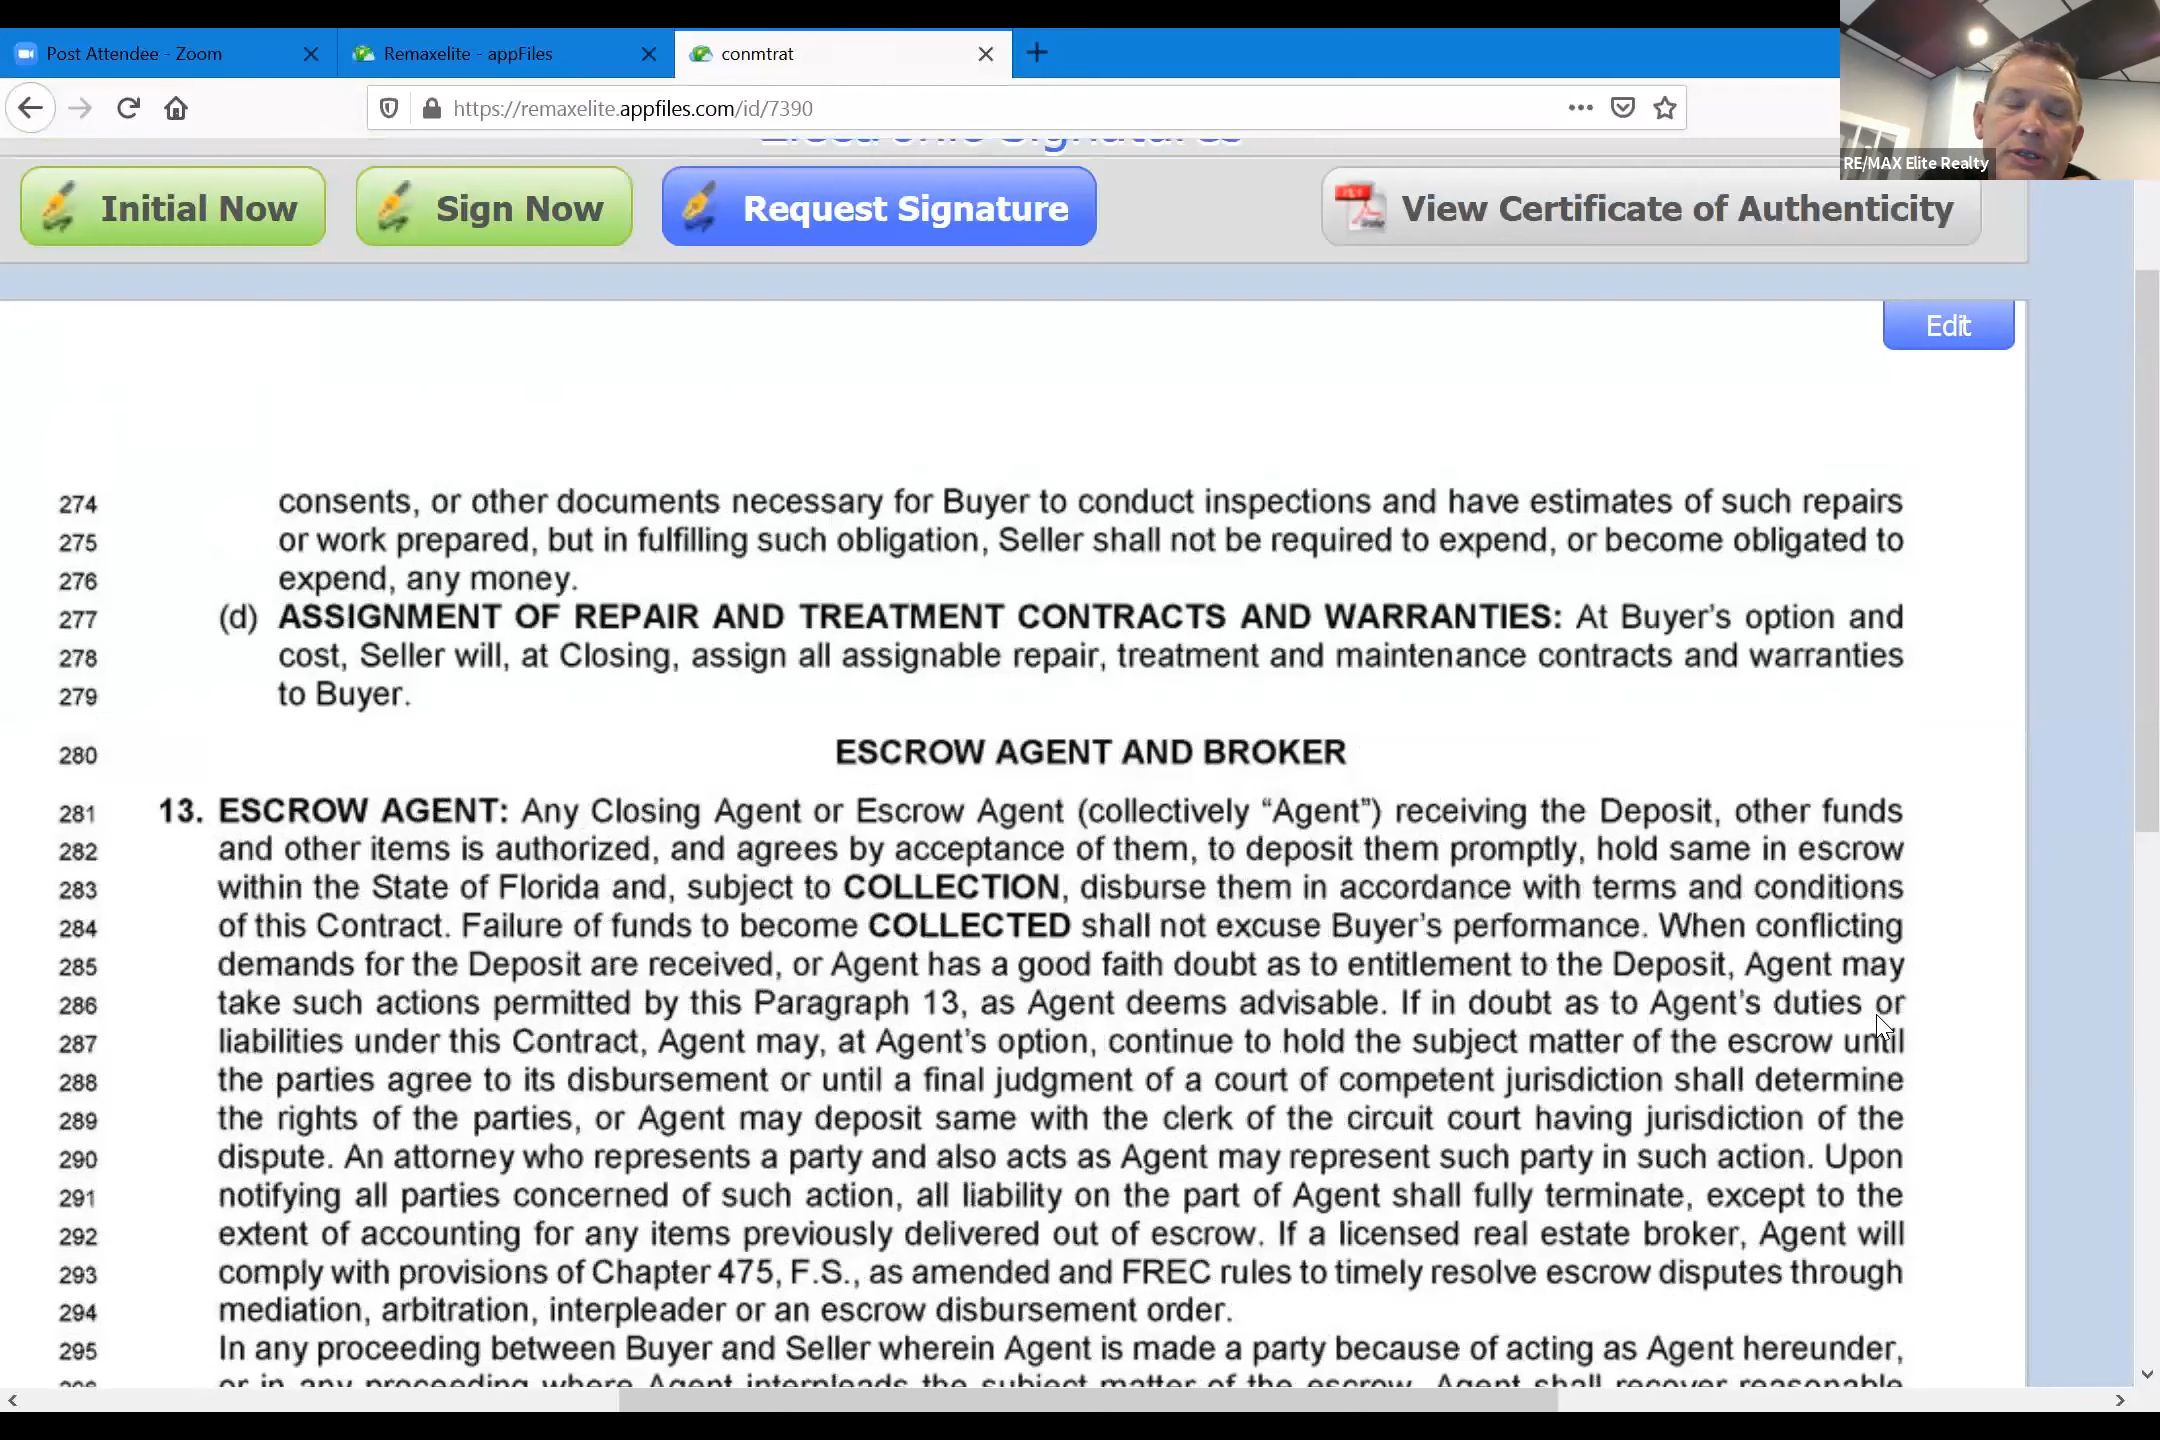 Post Attendee - Zoom
Remaxelite - appFiles
conmtrat
https://remaxelite.appfiles.com/id/7390
RE/MAX Elite Realty
Electronic Signatures
Initial Now
Sign Now
Request Signature
View Certificate of Authenticity
Edit
274 consents, or other documents necessary for Buyer to conduct inspections and have estimates of such repairs
275 or work prepared, but in fulfilling such obligation, Seller shall not be required to expend, or become obligated to
276 expend, any money.
277 (d) ASSIGNMENT OF REPAIR AND TREATMENT CONTRACTS AND WARRANTIES: At Buyer's option and
278 cost, Seller will, at Closing, assign all assignable repair, treatment and maintenance contracts and warranties
279 to Buyer.
280 ESCROW AGENT AND BROKER
281 13. ESCROW AGENT: Any Closing Agent or Escrow Agent (collectively “Agent”) receiving the Deposit, other funds
282 and other items is authorized, and agrees by acceptance of them, to deposit them promptly, hold same in escrow
283 within the State of Florida and, subject to COLLECTION, disburse them in accordance with terms and conditions
284 of this Contract. Failure of funds to become COLLECTED shall not excuse Buyer's performance. When conflicting
285 demands for the Deposit are received, or Agent has a good faith doubt as to entitlement to the Deposit, Agent may
286 take such actions permitted by this Paragraph 13, as Agent deems advisable. If in doubt as to Agent's duties or
287 liabilities under this Contract, Agent may, at Agent's option, continue to hold the subject matter of the escrow until
288 the parties agree to its disbursement or until a final judgment of a court of competent jurisdiction shall determine
289 the rights of the parties, or Agent may deposit same with the clerk of the circuit court having jurisdiction of the
290 dispute. An attorney who represents a party and also acts as Agent may represent such party in such action. Upon
291 notifying all parties concerned of such action, all liability on the part of Agent shall fully terminate, except to the
292 extent of accounting for any items previously delivered out of escrow. If a licensed real estate broker, Agent will
293 comply with provisions of Chapter 475, F.S., as amended and FREC rules to timely resolve escrow disputes through
294 mediation, arbitration, interpleader or an escrow disbursement order.
295 In any proceeding between Buyer and Seller wherein Agent is made a party because of acting as Agent hereunder,
or in any proceeding where Agent interpleads the subject matter of the escrow, Agent shall recover reasonable